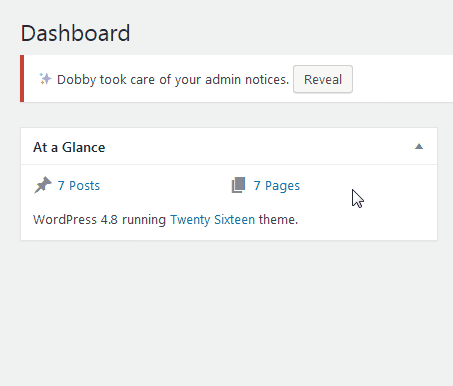 Dashboard
Dobby took care of your admin notices. Reveal
At a Glance
7 Posts 7 Pages
WordPress 4.8 running Twenty Sixteen theme.